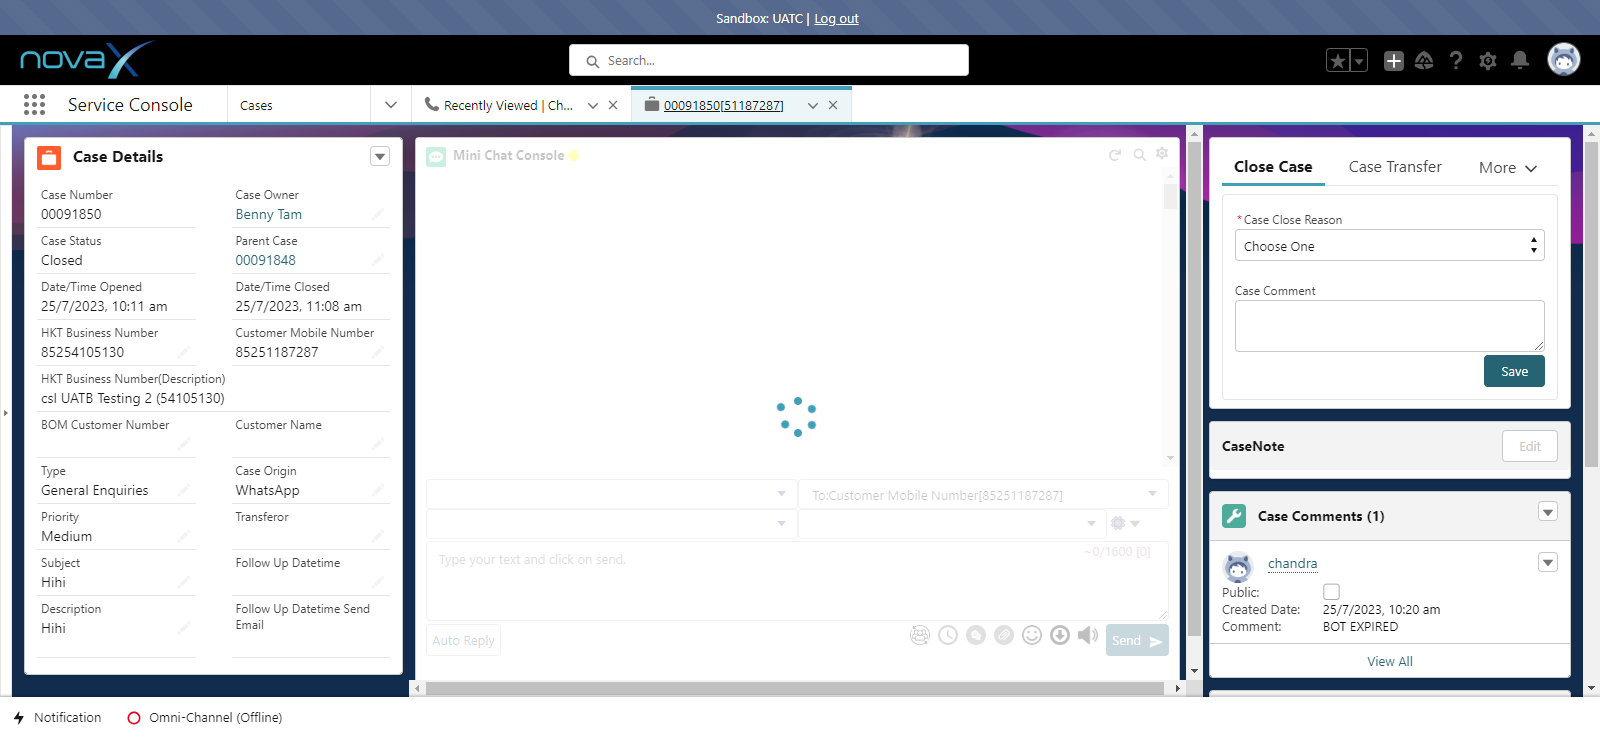 Sandbox: UATC | Log out
novaX
Search...
Service Console
Cases
Recently Viewed | Ch...
00091850[51187287]
Case Details
Case Number
00091850
Case Owner
Benny Tam
Case Status
Closed
Parent Case
00091848
Date/Time Opened
25/7/2023, 10:11 am
Date/Time Closed
25/7/2023, 11:08 am
HKT Business Number
85254105130
Customer Mobile Number
85251187287
HKT Business Number(Description)
csl UATB Testing 2 (54105130)
BOM Customer Number
Customer Name
Type
General Enquiries
Case Origin
WhatsApp
Priority
Medium
Transferor
Subject
Hihi
Follow Up Datetime
Description
Hihi
Follow Up Datetime Send
Email
Mini Chat Console
To:Customer Mobile Number[85251187287]
Type your text and click on send.
~0/1600 [0]
Auto Reply
Send
Close Case
Case Transfer
More
*Case Close Reason
Choose One
Case Comment
Save
CaseNote
Edit
Case Comments (1)
chandra
Public:
Created Date: 25/7/2023, 10:20 am
Comment: BOT EXPIRED
View All
Notification
Omni-Channel (Offline)